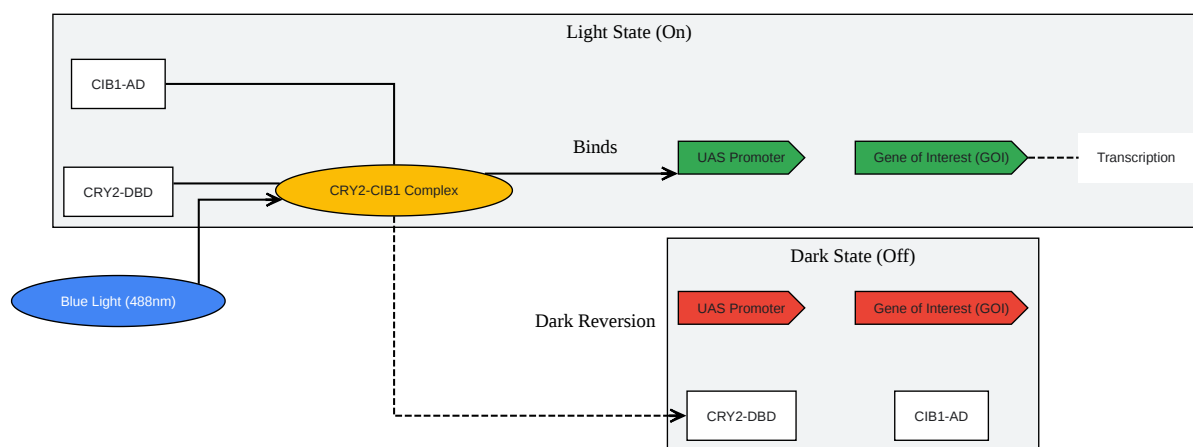 Light State (On)
CIB1-AD
Binds
UAS Promoter
Gene of Interest (GOI)
Transcription
CRY2-DBD
CRY2-CIB1 Complex
Dark State (Off)
Blue Light (488nm)
UAS Promoter
Gene of Interest (GOI)
Dark Reversion
CRY2-DBD
CIB1-AD